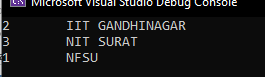 Microsoft Visual Studio Debug Console
2 IIT GANDHINAGAR
3 NIT SURAT
1 NFSU